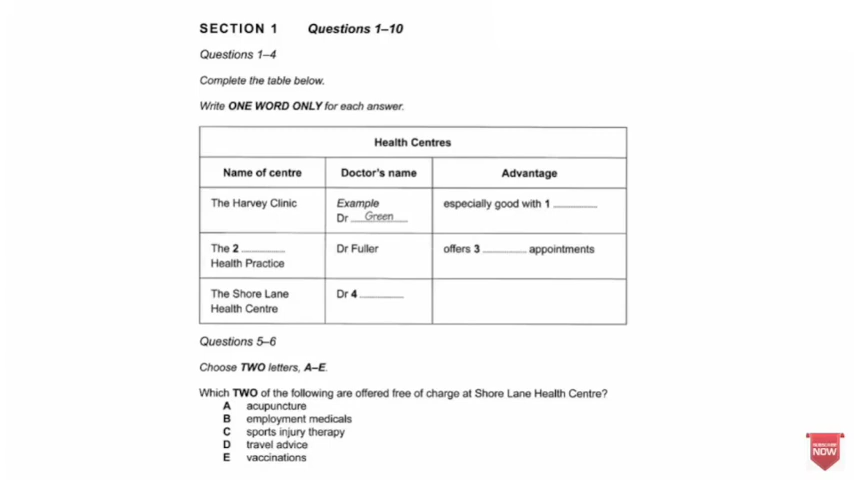 SECTION 1 Questions 1–10
Questions 1–4
Complete the table below.
Write ONE WORD ONLY for each answer.
Health Centres
Name of centre Doctor's name Advantage
The Harvey Clinic Example especially good with 1 ________
Dr Green
The 2 ________ Dr Fuller offers 3 ________ appointments
Health Practice
The Shore Lane Dr 4 ________
Health Centre
Questions 5–6
Choose TWO letters, A–E.
Which TWO of the following are offered free of charge at Shore Lane Health Centre?
A acupuncture
B employment medicals
C sports injury therapy
D travel advice
E vaccinations
SUBSCRIBE
NOW